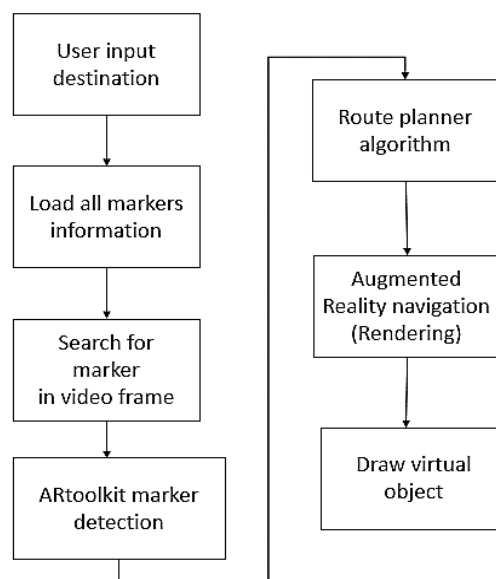 User input
destination
Load all markers
information
Search for
marker
in video frame
ARtoolkit marker
detection
Route planner
algorithm
Augmented
Reality navigation
(Rendering)
Draw virtual
object